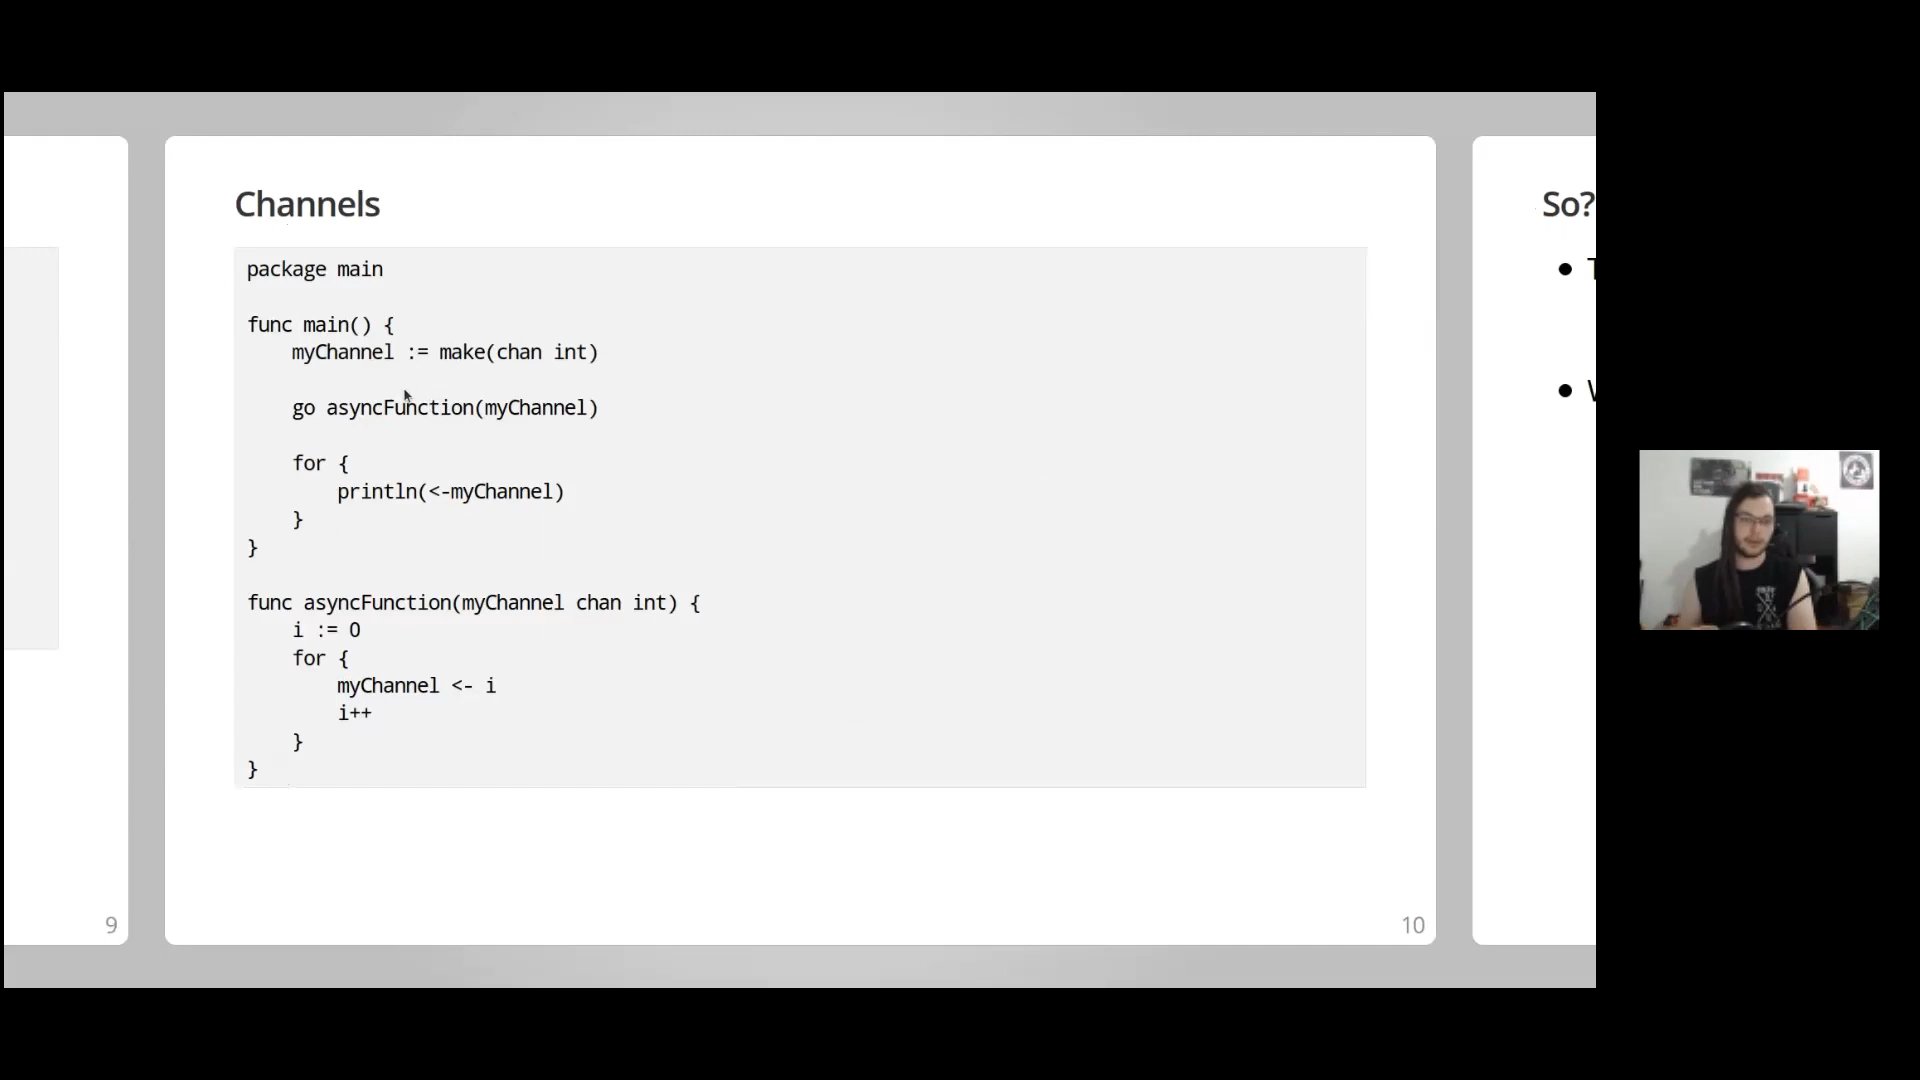 Channels
package main
func main() {
    myChannel := make(chan int)
    go asyncFunction(myChannel)
    for {
        println(<-myChannel)
    }
}
func asyncFunction(myChannel chan int) {
    i := 0
    for {
        myChannel <- i
        i++
    }
}
9
10
So?